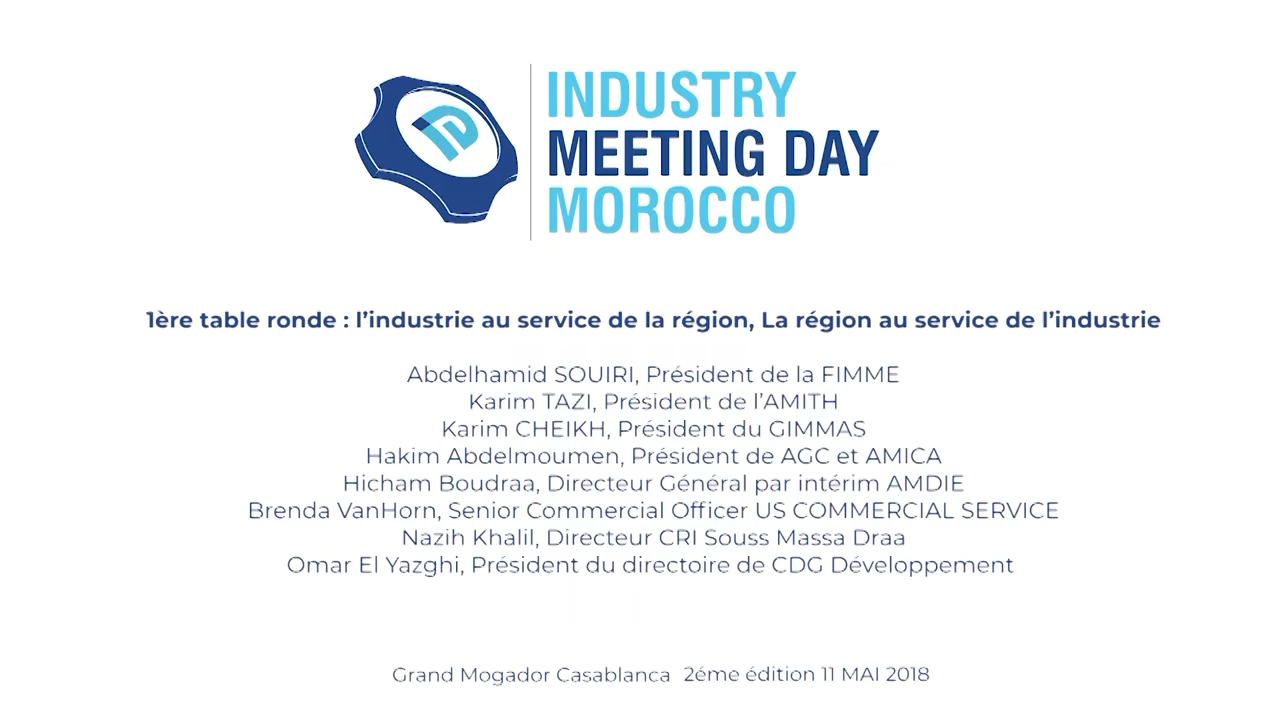 INDUSTRY
MEETING DAY
MOROCCO
1ère table ronde : l’industrie au service de la région, La région au service de l’industrie
Abdelhamid SOUIRI, Président de la FIMME
Karim TAZI, Président de l’AMITH
Karim CHEIKH, Président du GIMMAS
Hakim Abdelmoumen, Président de AGC et AMICA
Hicham Boudraa, Directeur Général par intérim AMDIE
Brenda VanHorn, Senior Commercial Officer US COMMERCIAL SERVICE
Nazih Khalil, Directeur CRI Souss Massa Draa
Omar El Yazghi, Président du directoire de CDG Développement
Grand Mogador Casablanca 2éme édition 11 MAI 2018